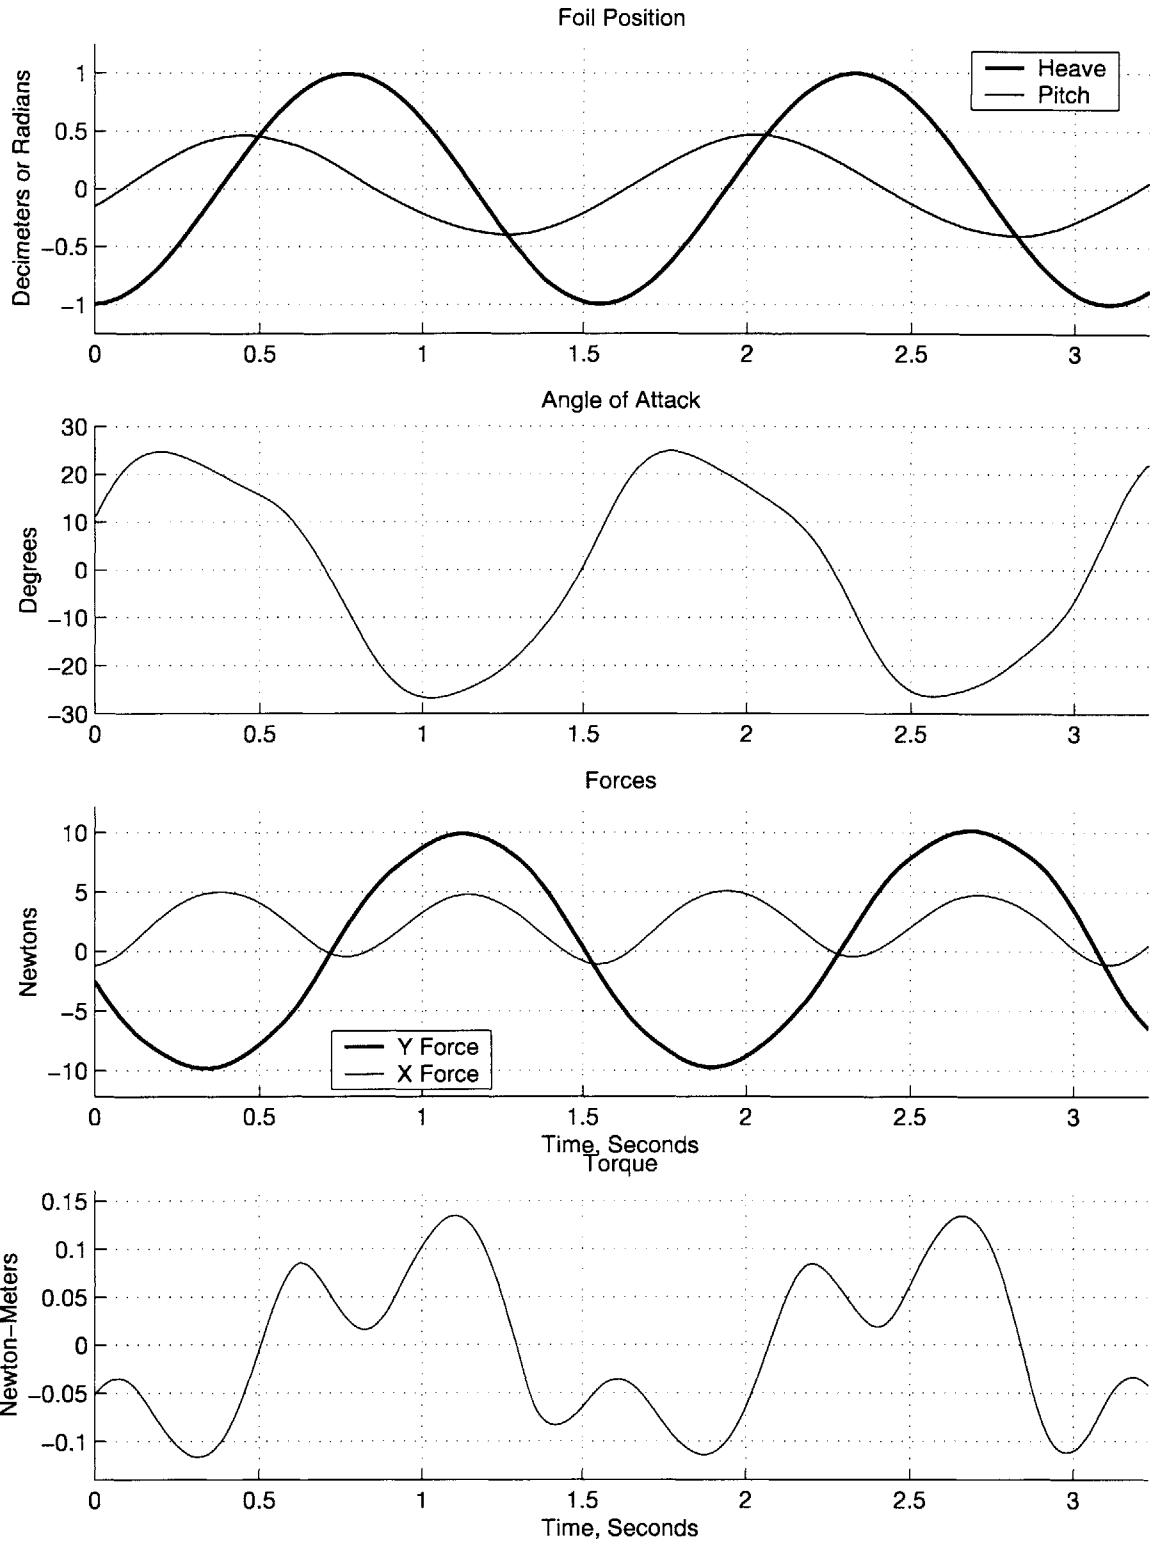 Foil Position
Decimeters or Radians
1
0.5
0
−0.5
−1
Heave
Pitch
0 0.5 1 1.5 2 2.5 3
Angle of Attack
Degrees
30
20
10
0
−10
−20
−30
0 0.5 1 1.5 2 2.5 3
Forces
Newtons
10
5
0
−5
−10
Y Force
X Force
0 0.5 1 1.5 2 2.5 3
Time, Seconds
Torque
Newton−Meters
0.15
0.1
0.05
0
−0.05
−0.1
0 0.5 1 1.5 2 2.5 3
Time, Seconds